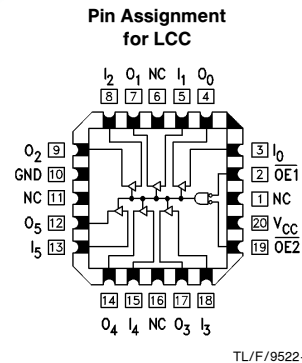 Pin Assignment
for LCC
I2 O1 NC I1 O0
8 7 6 5 4
O2 9
GND 10
NC 11
O5 12
I5 13
3 I0
2 O̅E̅1̅
1 NC
20 VCC
19 O̅E̅2̅
14 15 16 17 18
O4 I4 NC O3 I3
TL/F/9522-